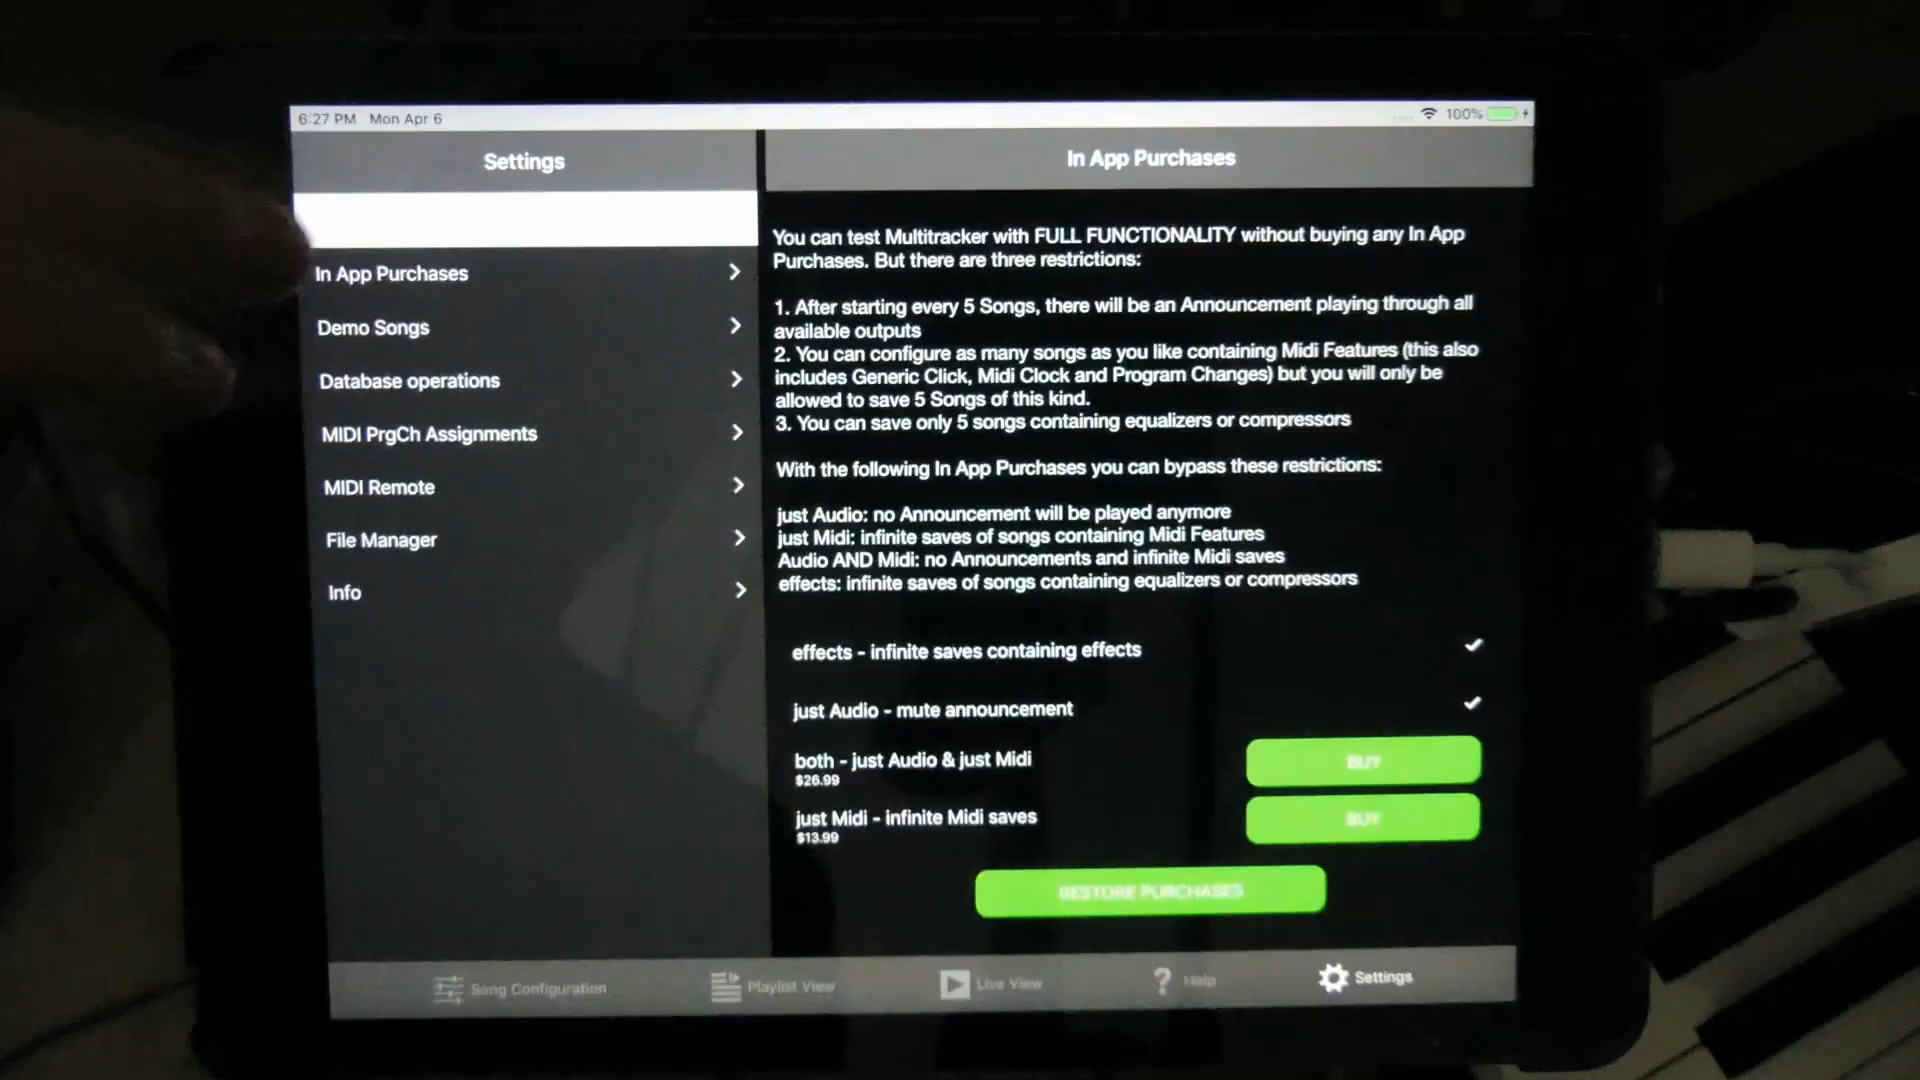 6:27 PM Mon Apr 6
100%
Settings
In App Purchases
In App Purchases
Demo Songs
Database operations
MIDI PrgCh Assignments
MIDI Remote
File Manager
Info
You can test Multitracker with FULL FUNCTIONALITY without buying any In App
Purchases. But there are three restrictions:
1. After starting every 5 Songs, there will be an Announcement playing through all
available outputs
2. You can configure as many songs as you like containing Midi Features (this also
includes Generic Click, Midi Clock and Program Changes) but you will only be
allowed to save 5 Songs of this kind.
3. You can save only 5 songs containing equalizers or compressors
With the following In App Purchases you can bypass these restrictions:
just Audio: no Announcement will be played anymore
just Midi: infinite saves of songs containing Midi Features
Audio AND Midi: no Announcements and infinite Midi saves
effects: infinite saves of songs containing equalizers or compressors
effects - infinite saves containing effects
just Audio - mute announcement
both - just Audio & just Midi
$26.99
BUY
just Midi - infinite Midi saves
$13.99
BUY
RESTORE PURCHASES
Song Configuration
Playlist View
Live View
? Help
Settings